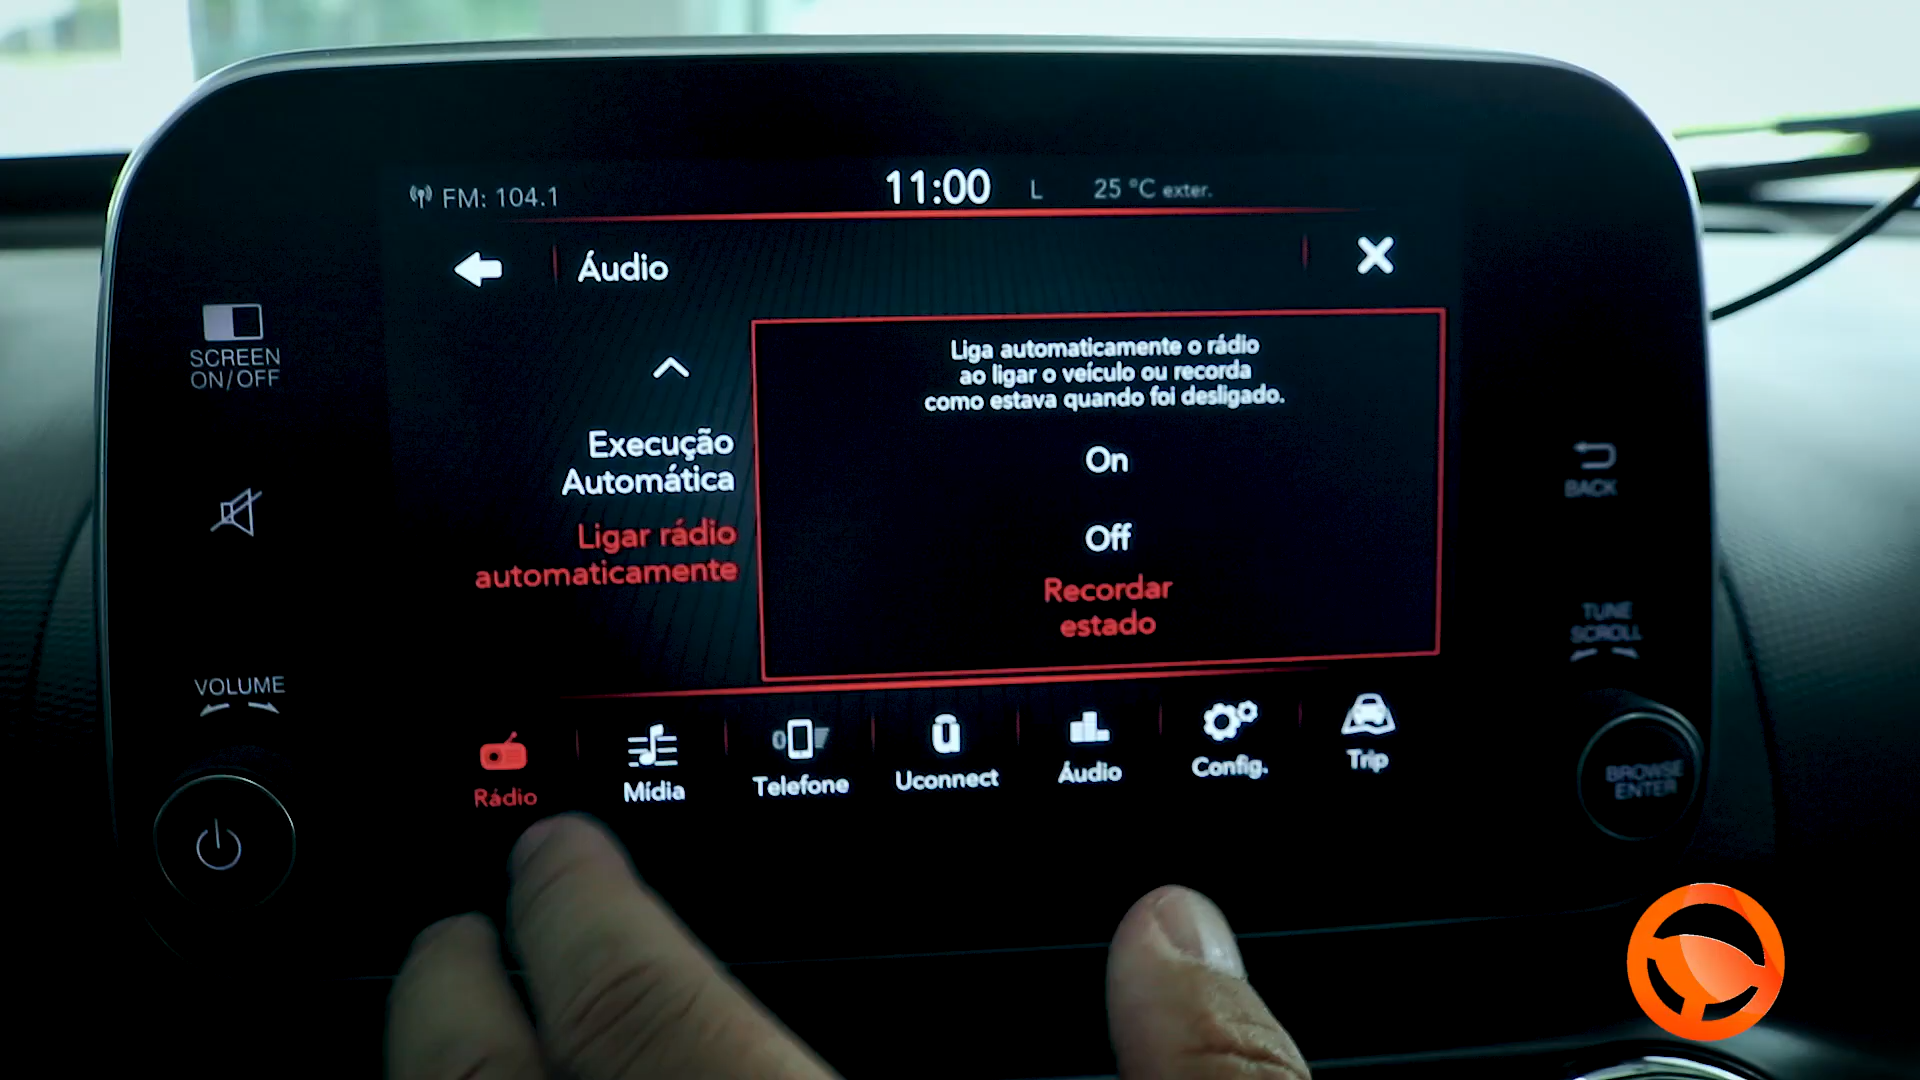 FM: 104.1
11:00
L
25 °C exter.
Áudio
SCREEN
ON/OFF
Liga automaticamente o rádio
ao ligar o veículo ou recorda
como estava quando foi desligado.
Execução
Automática
On
Ligar rádio
automaticamente
Off
Recordar
estado
BACK
TUNE
SCROLL
VOLUME
Rádio
Mídia
Telefone
Uconnect
Áudio
Config.
Trip
BROWSE
ENTER